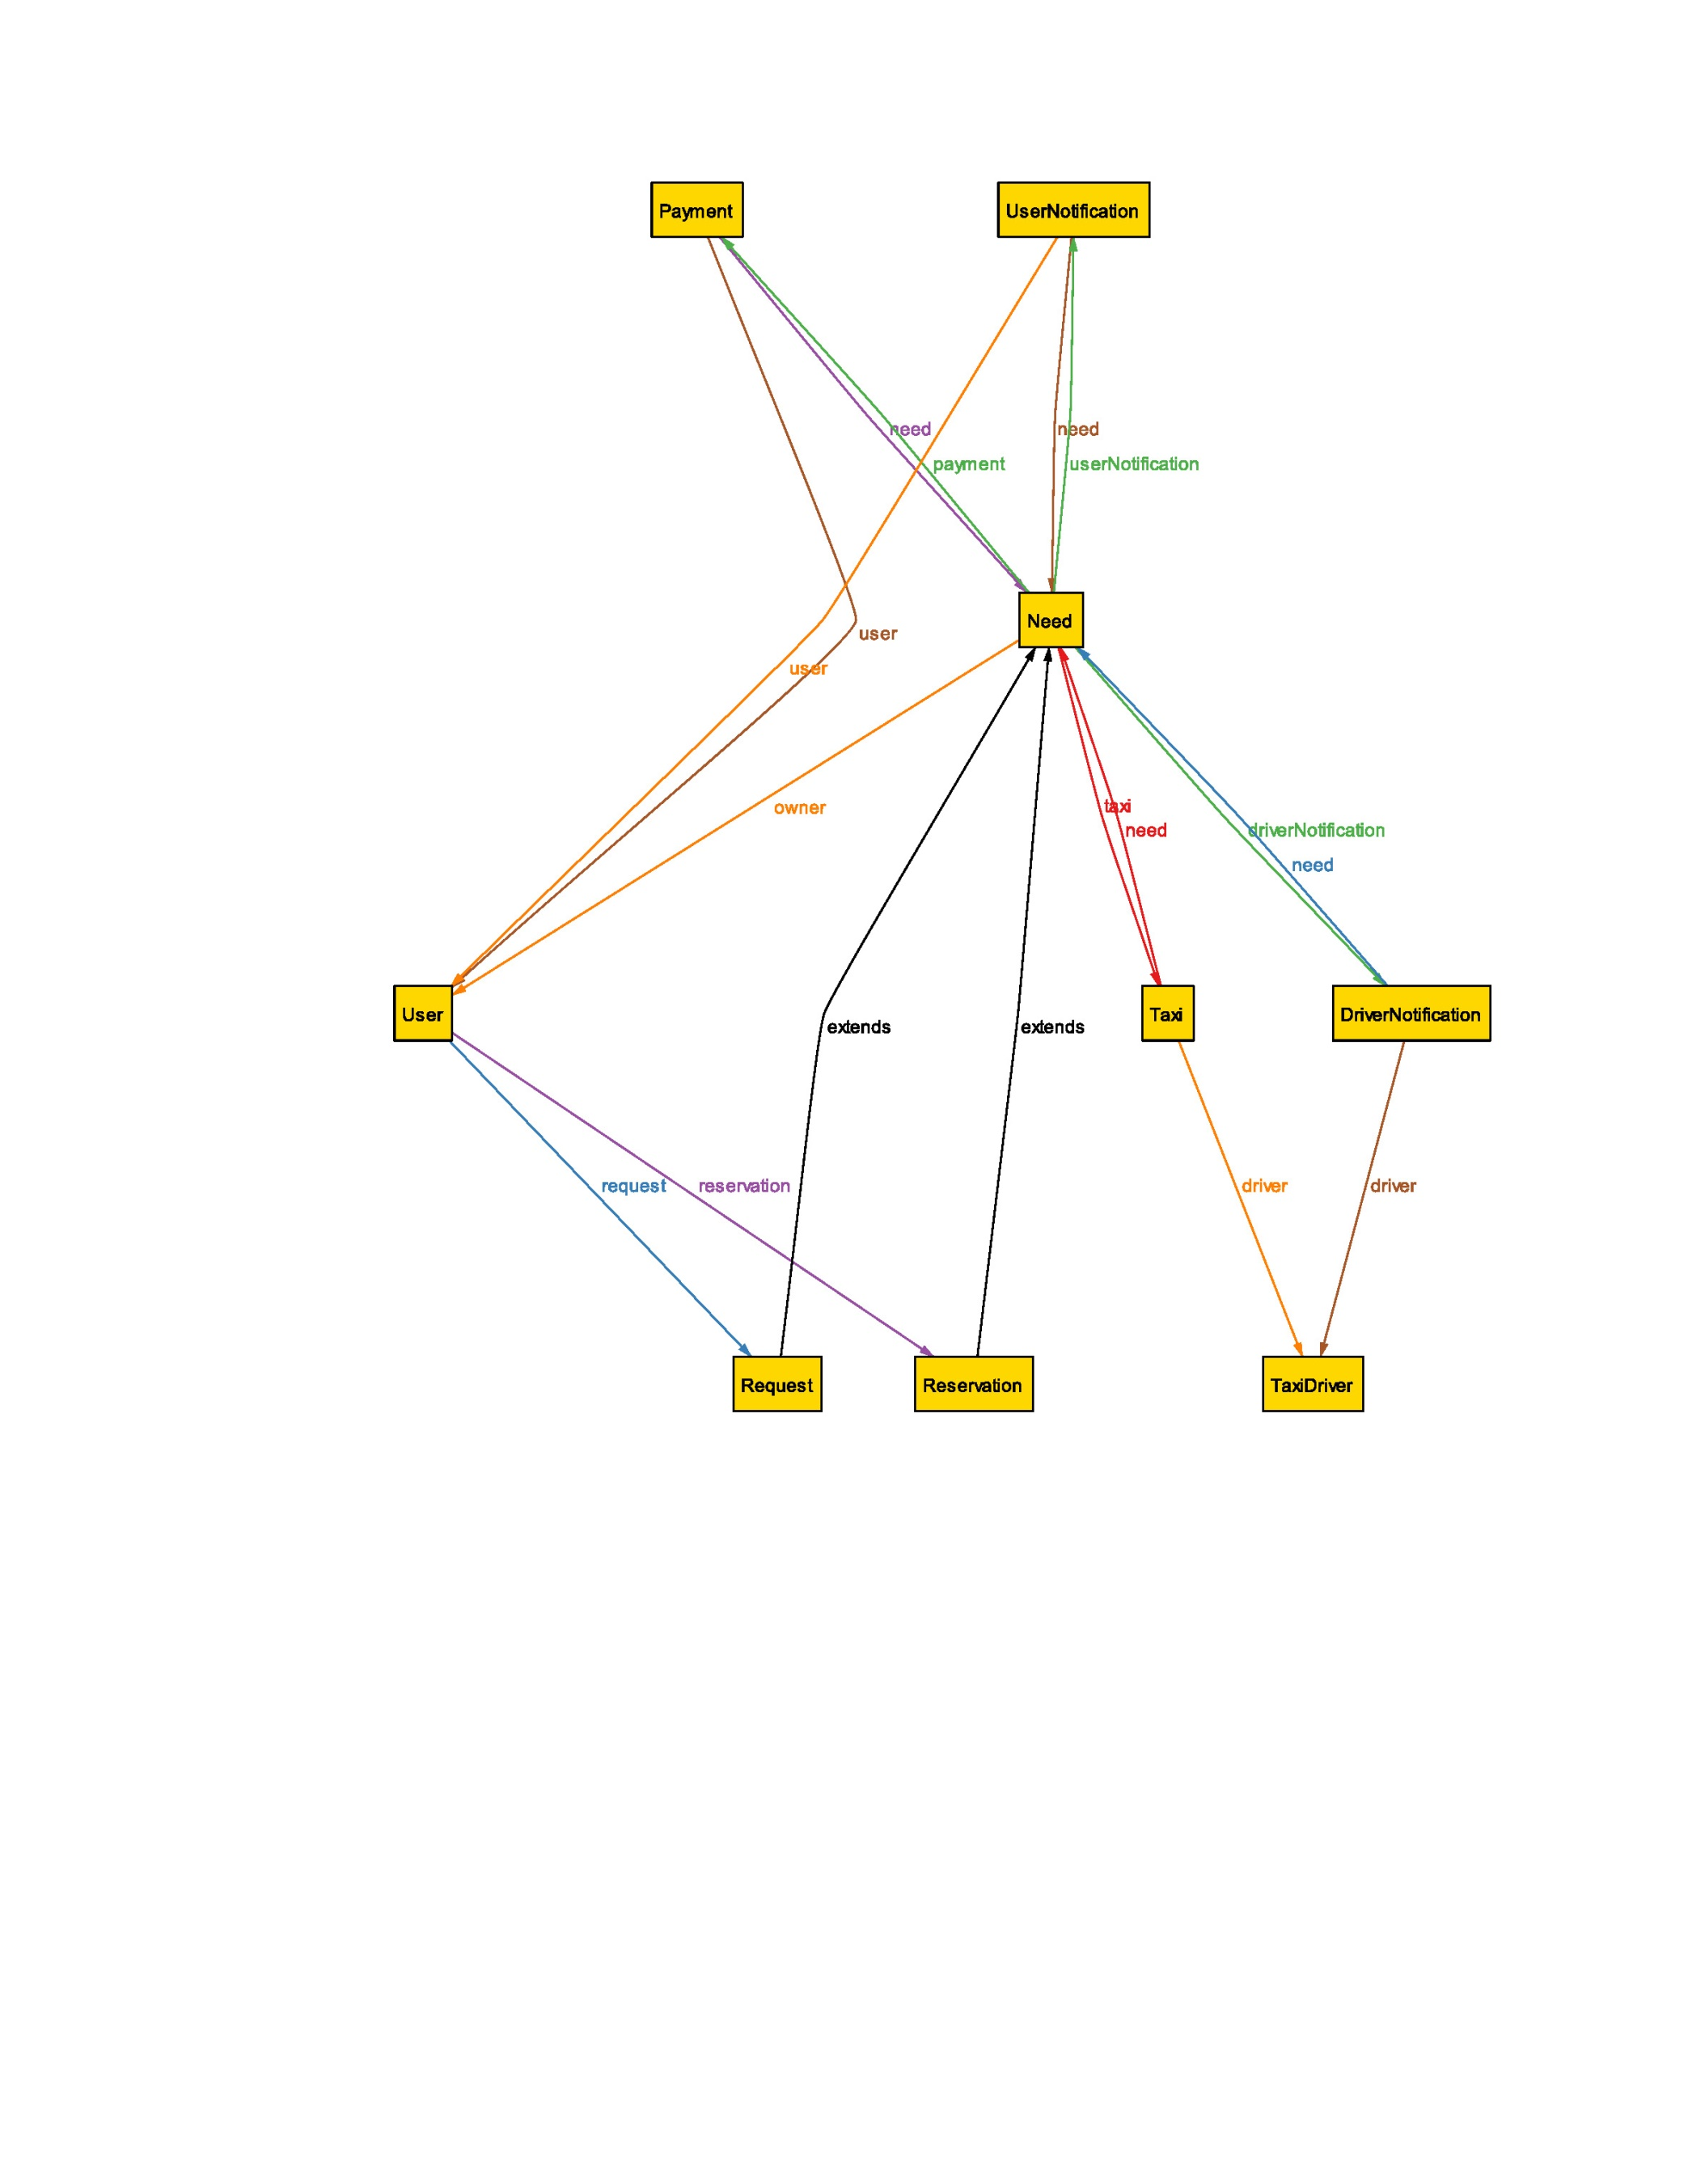 Payment
UserNotification
need
need
payment
userNotification
Need
user
user
taxi
owner
need
driverNotification
need
User
Taxi
DriverNotification
extends
extends
request
reservation
driver
driver
Request
Reservation
TaxiDriver